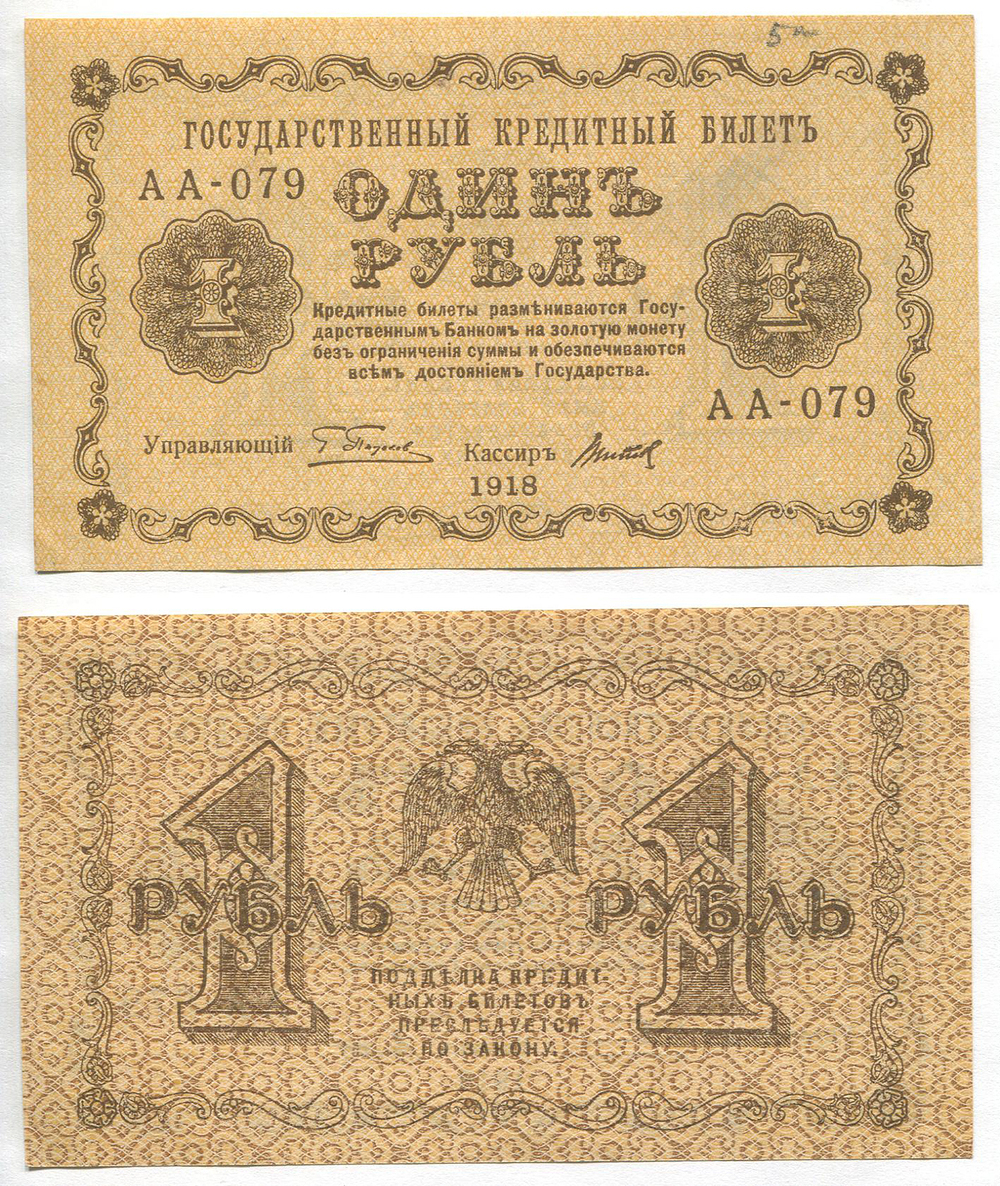 5
ГОСУДАРСТВЕННЫЙ КРЕДИТНЫЙ БИЛЕТЪ
АА-079
ОДИНЪ
РУБЛЬ
1
1
Кредитные билеты размѣниваются Госу-
дарственнымъ Банкомъ на золотую монету
безъ ограниченія суммы и обезпечиваются
всѣмъ достояніемъ Государства.
АА-079
Управляющій
Кассиръ
1918
1
1
РУБЛЬ
РУБЛЬ
ПОДДѢЛКА КРЕДИТ-
НЫХЪ БИЛЕТОВЪ
ПРЕСЛѢДУЕТСЯ
ПО ЗАКОНУ.